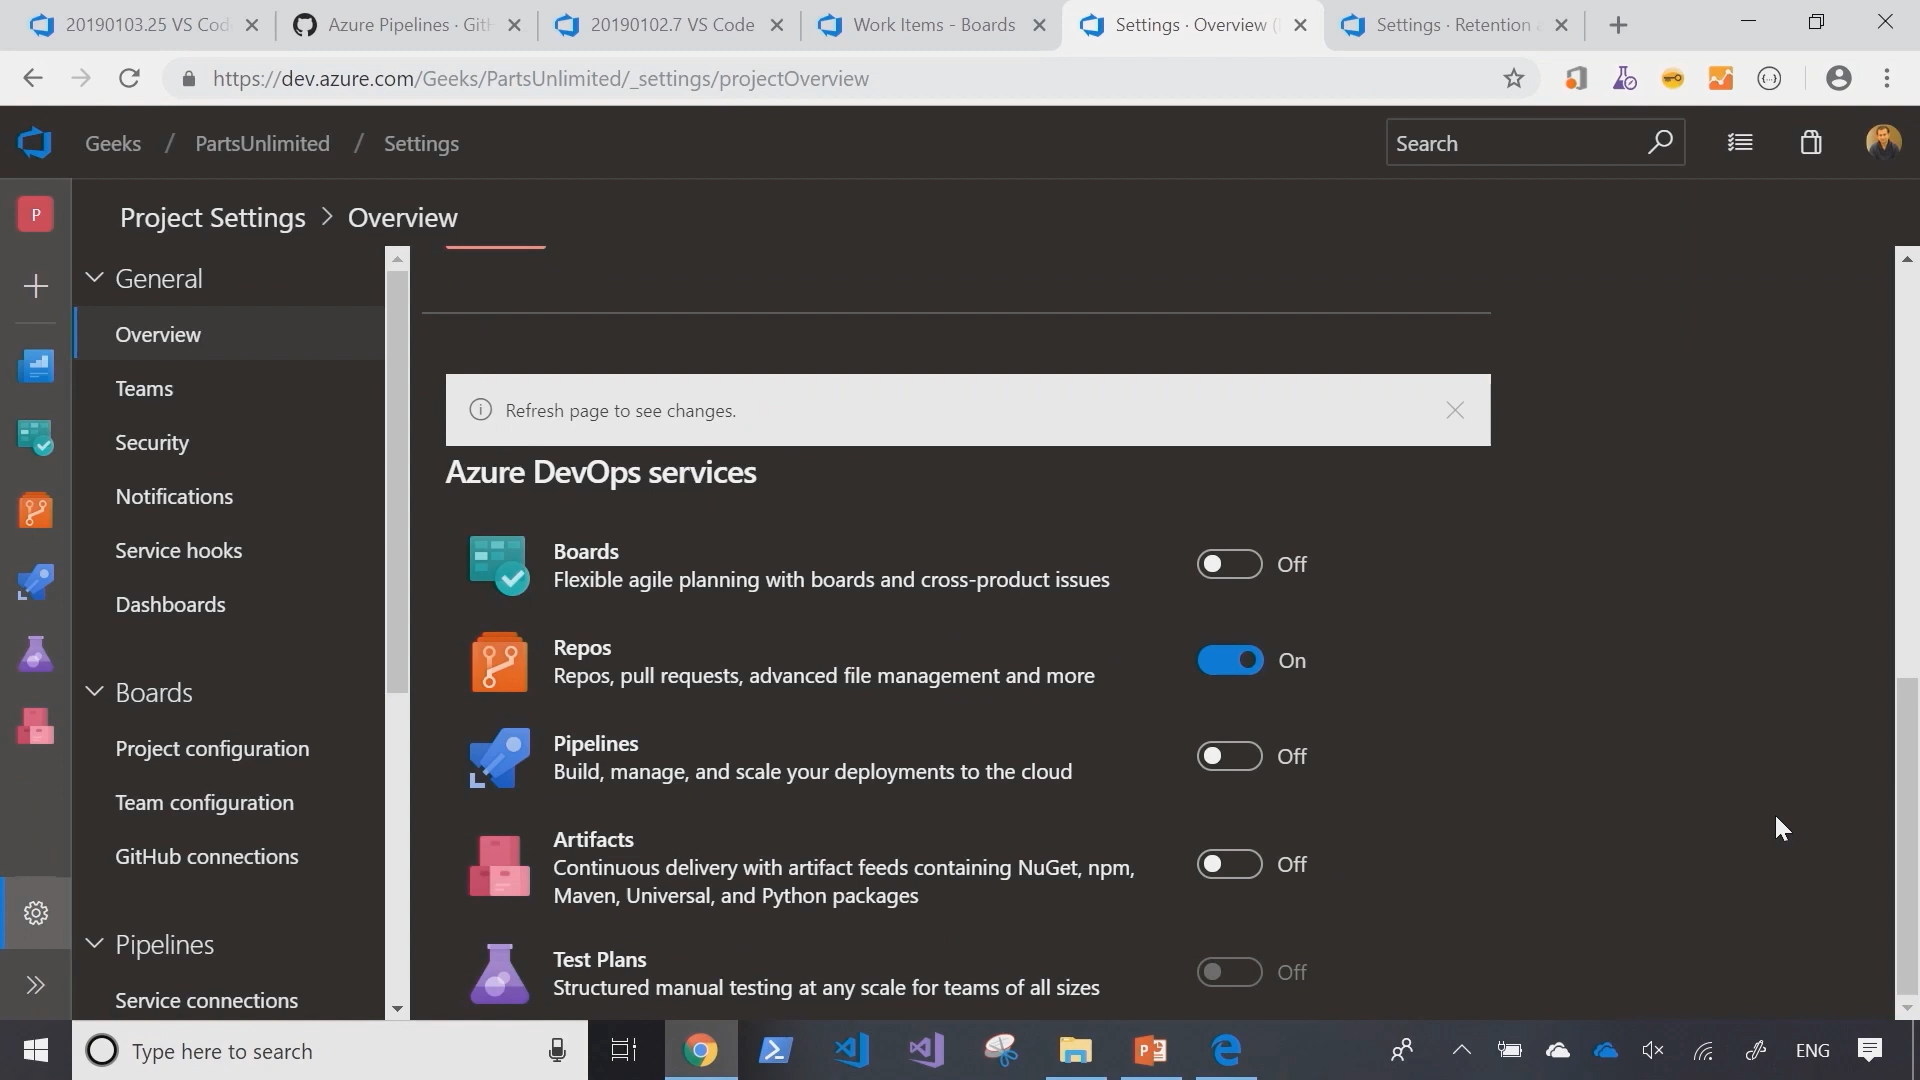 20190103.25 VS Cod
Azure Pipelines · GitH
20190102.7 VS Code
Work Items - Boards
Settings · Overview (
Settings · Retention a
https://dev.azure.com/Geeks/PartsUnlimited/_settings/projectOverview
Geeks / PartsUnlimited / Settings
Search
P
Project Settings > Overview
General
Overview
Teams
Security
Notifications
Service hooks
Dashboards
Boards
Project configuration
Team configuration
GitHub connections
Pipelines
Service connections
Refresh page to see changes.
Azure DevOps services
Boards
Flexible agile planning with boards and cross-product issues
Off
Repos
Repos, pull requests, advanced file management and more
On
Pipelines
Build, manage, and scale your deployments to the cloud
Off
Artifacts
Continuous delivery with artifact feeds containing NuGet, npm,
Maven, Universal, and Python packages
Off
Test Plans
Structured manual testing at any scale for teams of all sizes
Off
Type here to search
ENG